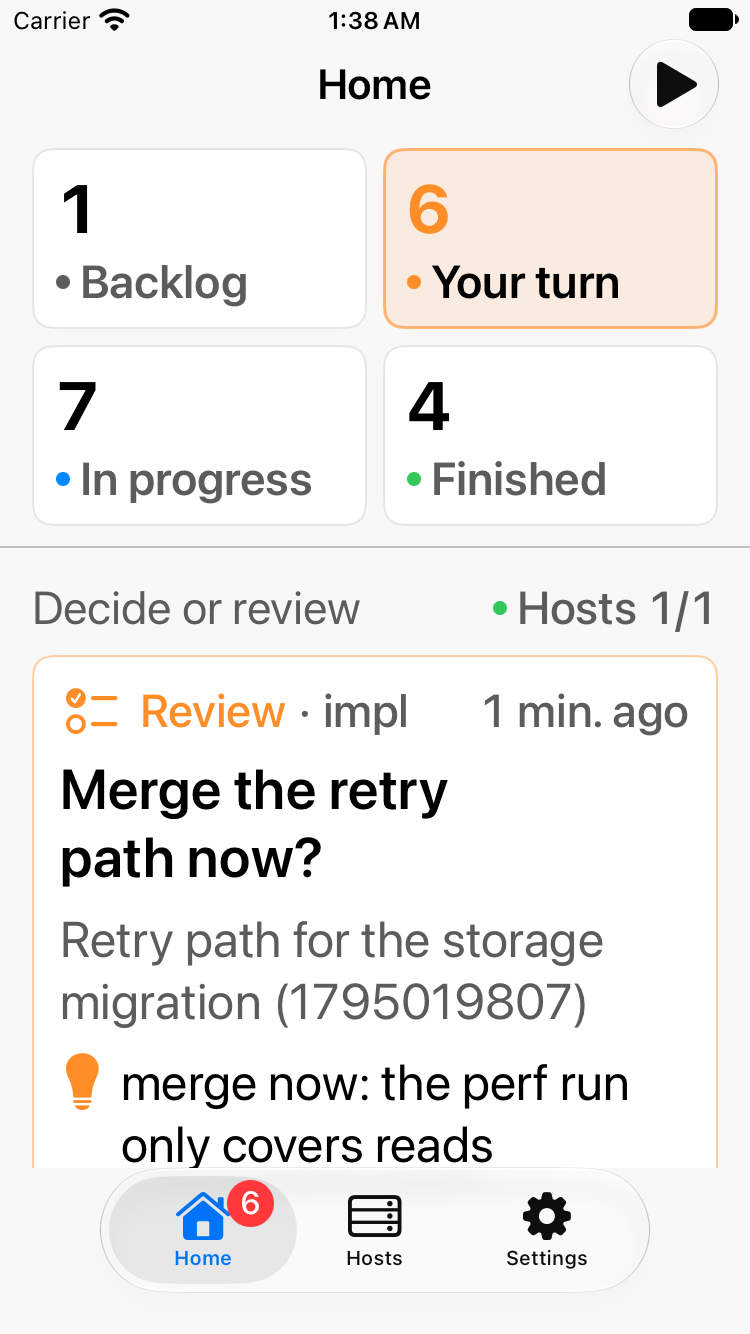 Carrier 1:38 AM
Home
1
• Backlog
6
• Your turn
7
• In progress
4
• Finished
Decide or review
• Hosts 1/1
Review · impl 1 min. ago
Merge the retry
path now?
Retry path for the storage
migration (1795019807)
merge now: the perf run
only covers reads
6
Home
Hosts
Settings